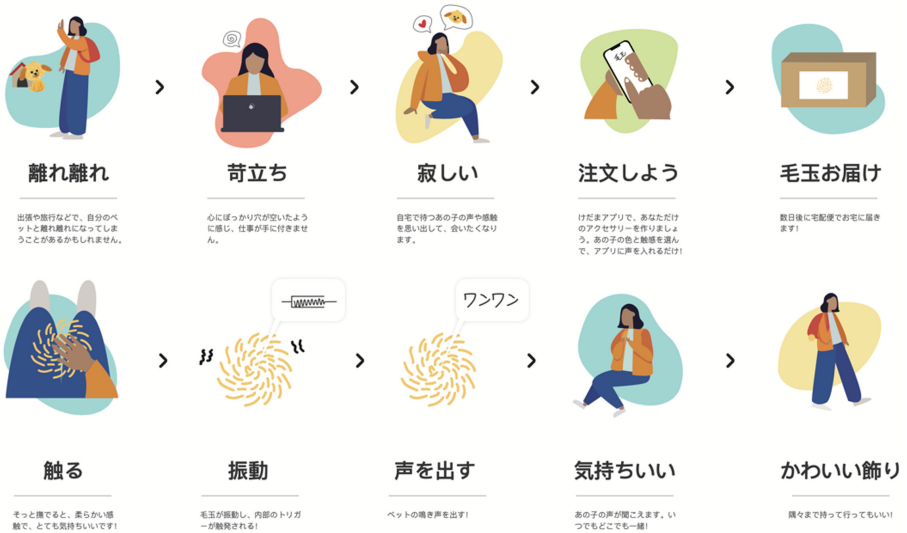 離れ離れ
出張や旅行などで、自分のペ
ットと離れ離れになってしま
うことがあるかもしれません。
苛立ち
心にぽっかり穴が空いたよう
に感じ、仕事が手に付きませ
ん。
寂しい
自宅で待つあの子の声や感触
を思い出して、会いたくなり
ます。
注文しよう
けだまアプリで、あなただけ
のアクセサリーを作りましょ
う。あの子の色と触感を選ん
で、アプリに声を入れるだけ!
毛玉お届け
数日後に宅配便でお宅に届き
ます!
触る
そっと撫でると、柔らかい感
触で、とても気持ちいいです!
振動
毛玉が振動し、内部のトリガ
ーが触発される!
ワンワン
声を出す
ペットの鳴き声を出す!
気持ちいい
あの子の声が聞こえます。い
つでもどこでも一緒!
かわいい飾り
隅々まで持って行ってもいい!